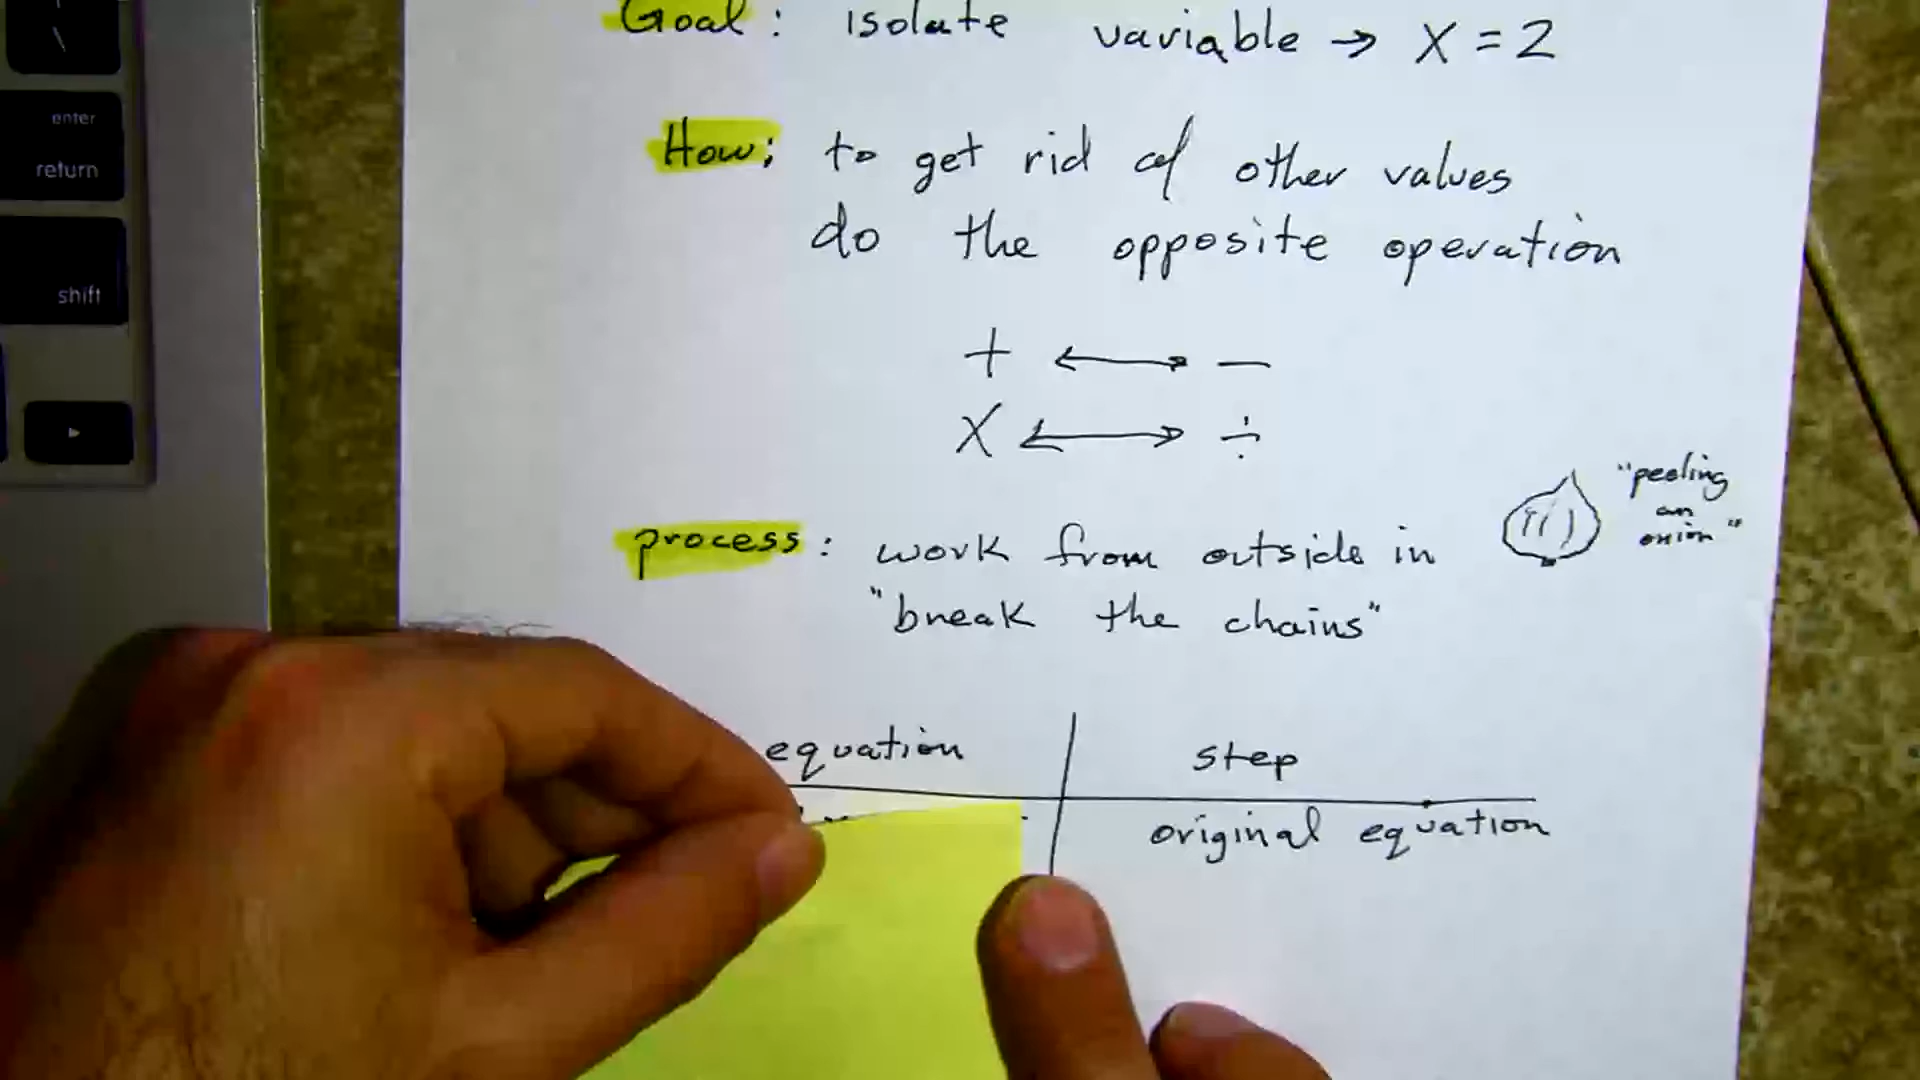 Goal: isolate variable → X = 2
How: to get rid of other values
do the opposite operation
+ ↔ −
X ↔ ÷
process: work from outside in
"break the chains"
"peeling
an
onion"
equation step
original equation
\
enter
return
shift